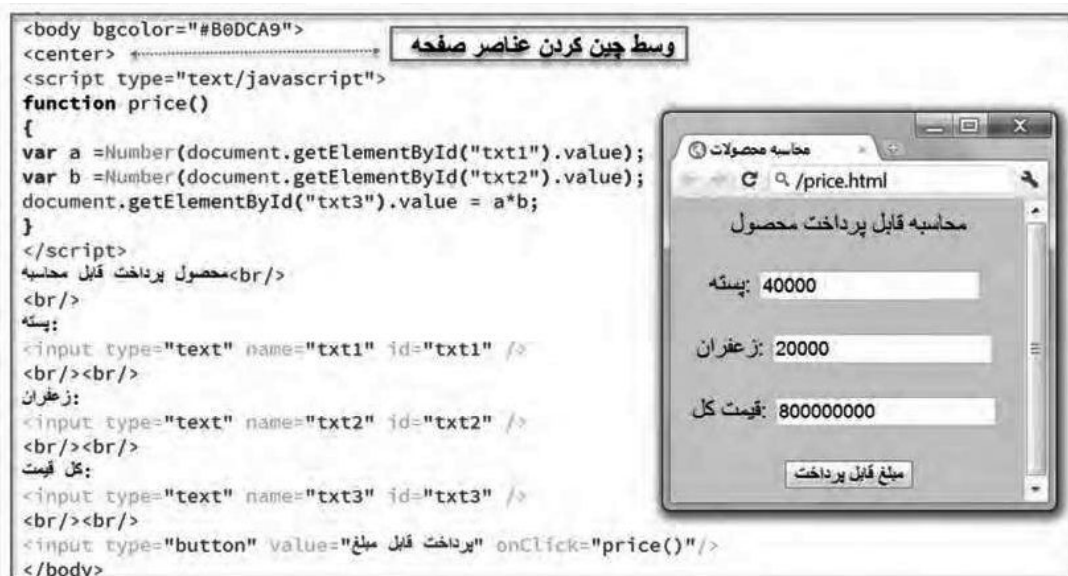 <body bgcolor="#B0DCA9">
<center>
وسط چین کردن عناصر صفحه
<script type="text/javascript">
function price()
{
var a =Number(document.getElementById("txt1").value);
var b =Number(document.getElementById("txt2").value);
document.getElementById("txt3").value = a*b;
}
</script>
محصول پرداخت قابل محاسبه<br/>
<br/>
پسته:
<input type="text" name="txt1" id="txt1" />
<br/><br/>
زعفران:
<input type="text" name="txt2" id="txt2" />
<br/><br/>
کل قیمت:
<input type="text" name="txt3" id="txt3" />
<br/><br/>
<input type="button" value="پرداخت قابل مبلغ" onClick="price()"/>
</body>
محاسبه محصولات
/price.html
محاسبه قابل پرداخت محصول
پسته: 40000
زعفران: 20000
قیمت کل: 800000000
مبلغ قابل پرداخت